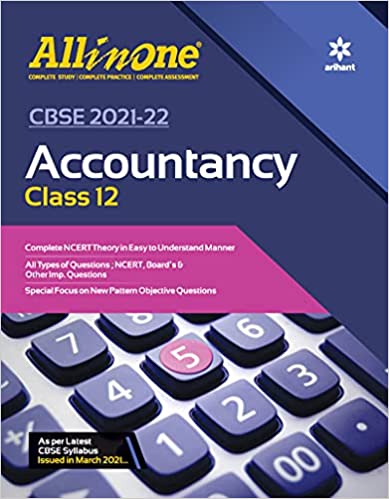 All in One®
COMPLETE STUDY | COMPLETE PRACTICE | COMPLETE ASSESSMENT
arihant
CBSE 2021-22
Accountancy
Class 12
Complete NCERT Theory in Easy to Understand Manner
All Types of Questions ; NCERT, Board's &
Other Imp. Questions
Special Focus on New Pattern Objective Questions
1
2
3
4
5
6
7
8
9
0
As per Latest
CBSE Syllabus
Issued in March 2021...